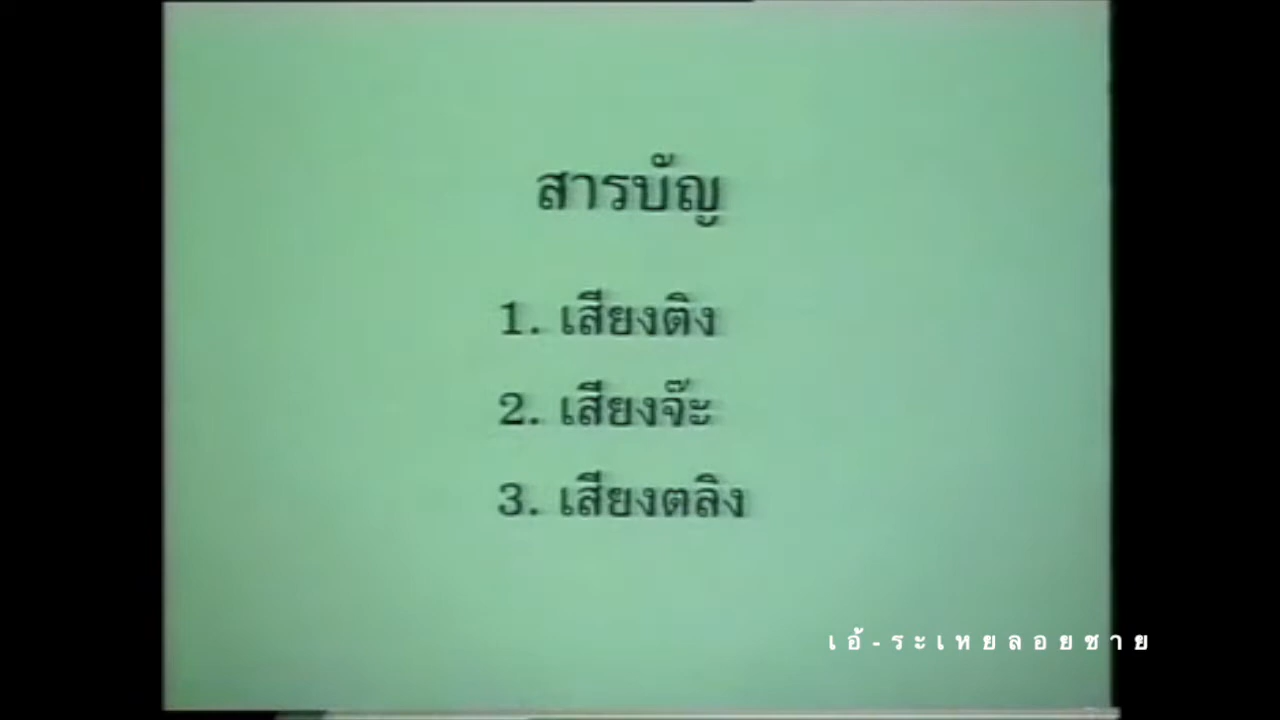 สารบัญ
1. เสียงติง
2. เสียงจ๊ะ
3. เสียงตลิง
เอ้-ระเหยลอยชาย